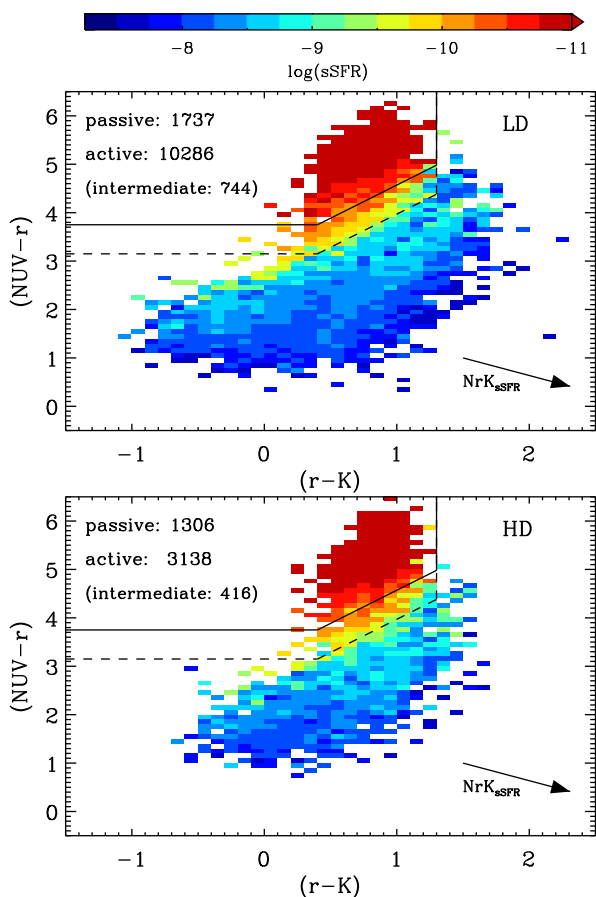 -8 -9 -10 -11
log(sSFR)
passive: 1737
LD
active: 10286
(intermediate: 744)
6
5
4
3
2
1
0
(NUV-r)
NrKsSFR
-1 0 1 2
(r-K)
passive: 1306
HD
active: 3138
(intermediate: 416)
6
5
4
3
2
1
0
(NUV-r)
NrKsSFR
-1 0 1 2
(r-K)